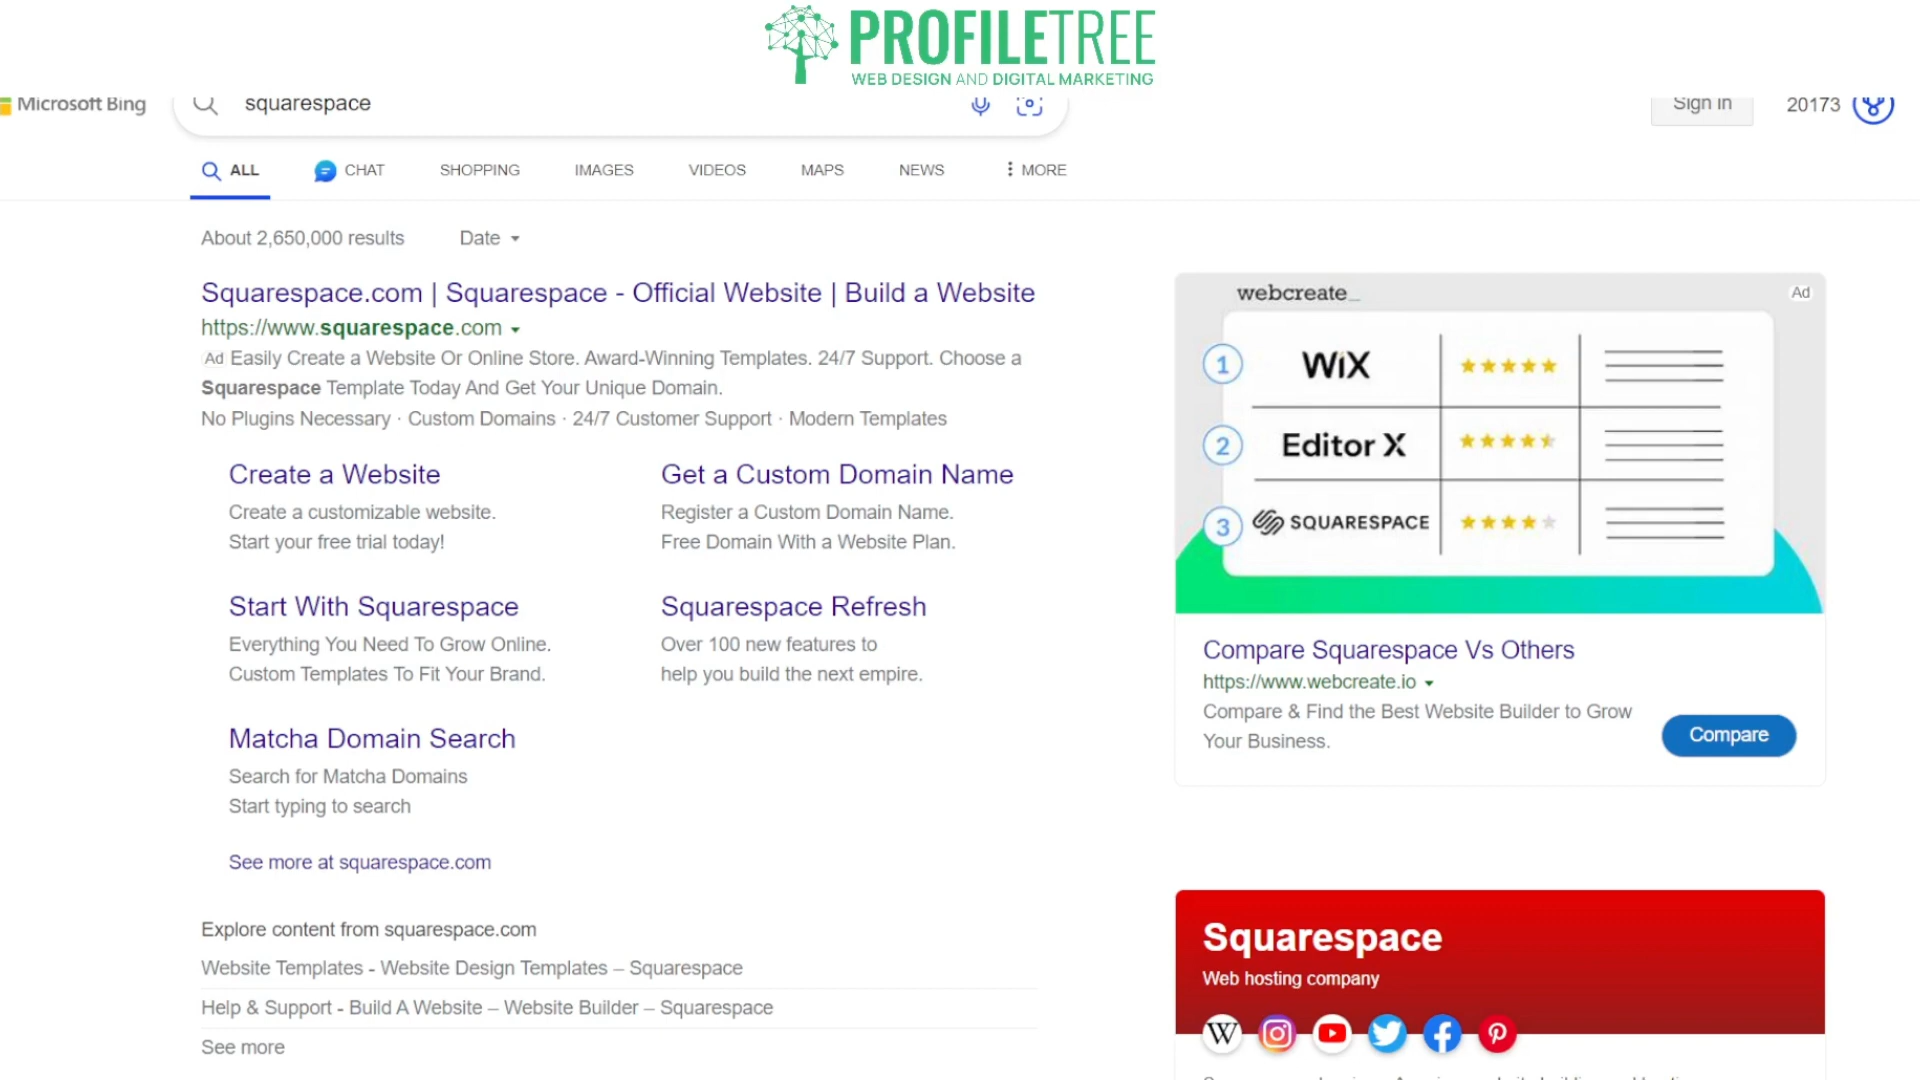 PROFILETREE
WEB DESIGN AND DIGITAL MARKETING
Microsoft Bing
squarespace
Sign in
20173
ALL
CHAT
SHOPPING
IMAGES
VIDEOS
MAPS
NEWS
MORE
About 2,650,000 results
Date
Squarespace.com | Squarespace - Official Website | Build a Website
https://www.squarespace.com
Ad Easily Create a Website Or Online Store. Award-Winning Templates. 24/7 Support. Choose a
Squarespace Template Today And Get Your Unique Domain.
No Plugins Necessary · Custom Domains · 24/7 Customer Support · Modern Templates
Create a Website
Create a customizable website.
Start your free trial today!
Get a Custom Domain Name
Register a Custom Domain Name.
Free Domain With a Website Plan.
Start With Squarespace
Everything You Need To Grow Online.
Custom Templates To Fit Your Brand.
Squarespace Refresh
Over 100 new features to
help you build the next empire.
Matcha Domain Search
Search for Matcha Domains
Start typing to search
See more at squarespace.com
Explore content from squarespace.com
Website Templates - Website Design Templates – Squarespace
Help & Support - Build A Website – Website Builder – Squarespace
See more
webcreate_
Ad
1 WiX
2 Editor X
3 SQUARESPACE
Compare Squarespace Vs Others
https://www.webcreate.io
Compare & Find the Best Website Builder to Grow
Your Business.
Compare
Squarespace
Web hosting company
W